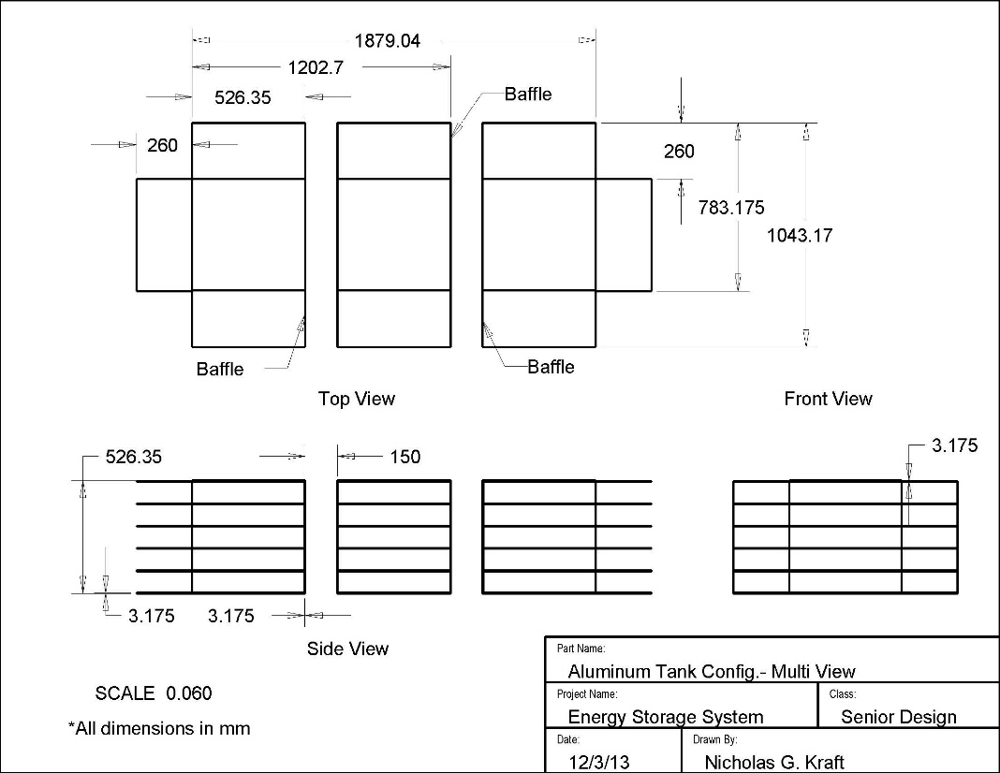 1879.04
1202.7
526.35
Baffle
260
260
783.175
1043.17
Baffle
Baffle
Top View
Front View
526.35
150
3.175
3.175
3.175
Side View
SCALE 0.060
*All dimensions in mm
Part Name:
Aluminum Tank Config.- Multi View
Project Name:
Energy Storage System
Class:
Senior Design
Date:
12/3/13
Drawn By:
Nicholas G. Kraft